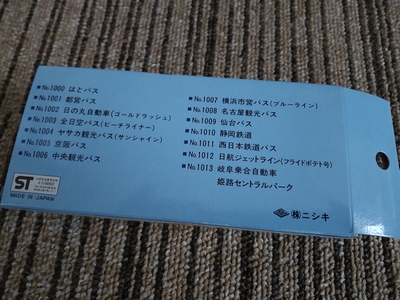 ■No.1000 はとバス
■No.1001 都営バス
■No.1002 日の丸自動車(ゴールドラッシュ)
■No.1003 全日空バス(ビーチライナー)
■No.1004 ヤサカ観光バス(サンシャイン)
■No.1005 京阪バス
■No.1006 中央観光バス
■No.1007 横浜市営バス(ブルーライン)
■No.1008 名古屋観光バス
■No.1009 仙台バス
■No.1010 静岡鉄道
■No.1011 西日本鉄道バス
■No.1012 日航ジェットライン(フライドポテト号)
■No.1013 岐阜乗合自動車
姫路セントラルパーク
ST
MADE IN JAPAN
㈱ニシキ